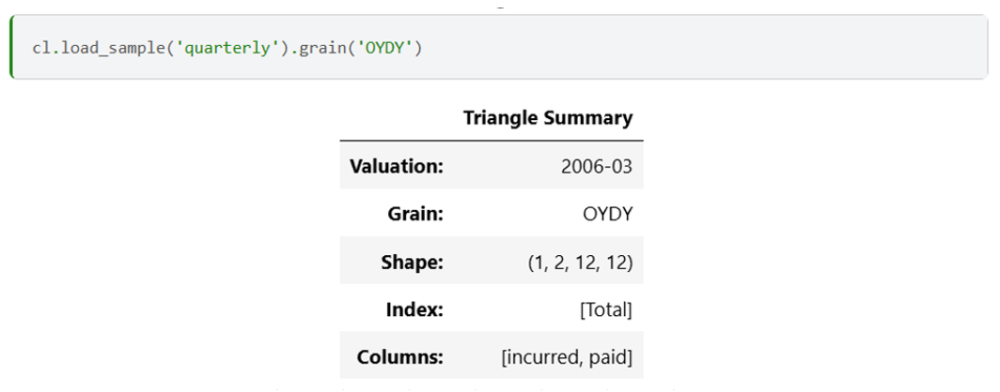 cl.load_sample('quarterly').grain('OYDY')
Triangle Summary
Valuation: 2006-03
Grain: OYDY
Shape: (1, 2, 12, 12)
Index: [Total]
Columns: [incurred, paid]